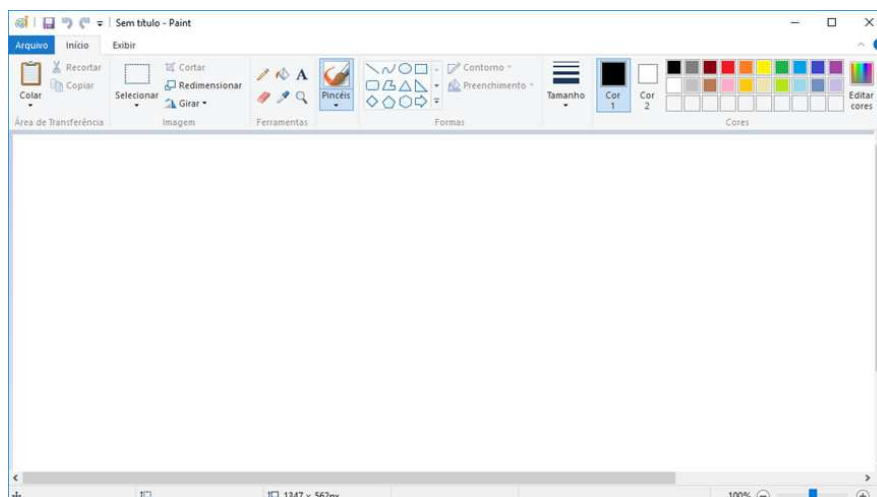 Sem título - Paint
Arquivo Início Exibir
Colar
Recortar
Copiar
Área de Transferência
Selecionar
Cortar
Redimensionar
Girar
Imagem
A
Ferramentas
Pincéis
Contorno
Preenchimento
Formas
Tamanho
Cor
1
Cor
2
Editar
cores
Cores
1347 × 562px
100%